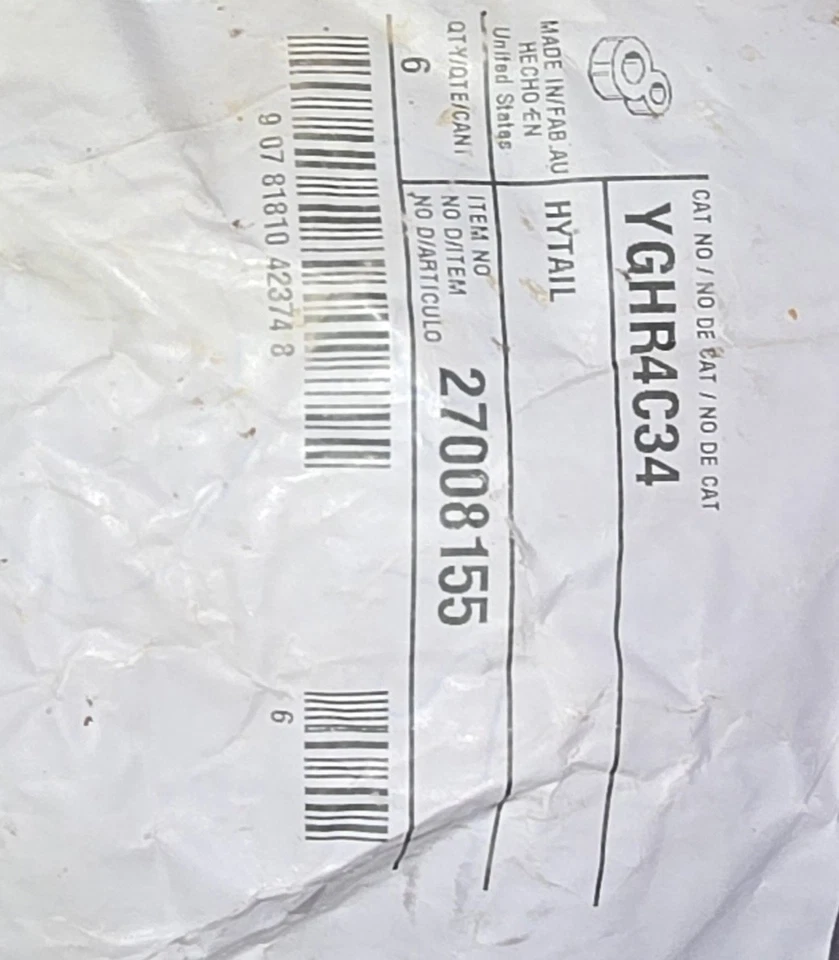 CAT NO / NO DE CAT / NO DE CAT
YGHR4C34
MADE IN/FAB.AU
HECHO EN
United States
HYTAIL
QTY/QTE/CANT
6
ITEM NO
NO D/ITEM
NO D/ARTICULO
27008155
9 07 81810 42374 8
6